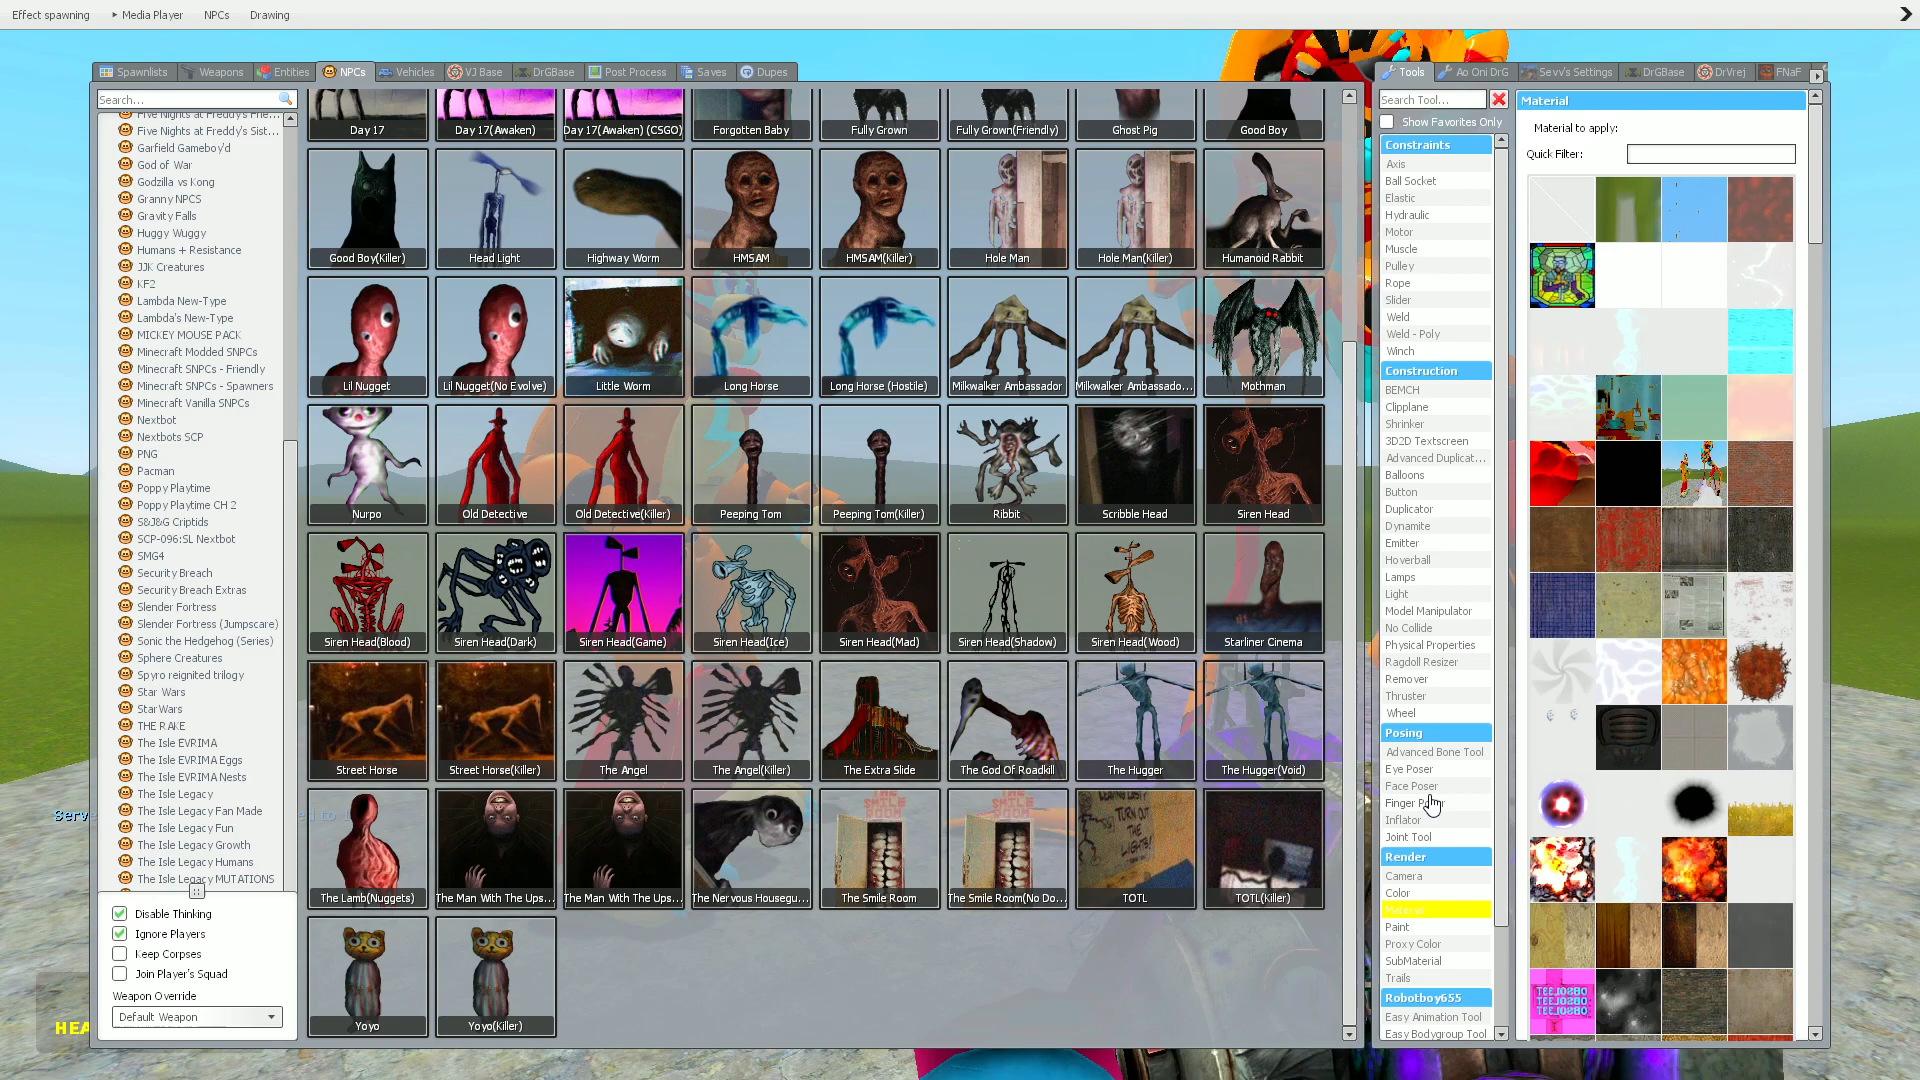 Effect spawning
Media Player
NPCs
Drawing
Spawnlists
Weapons
Entities
NPCs
Vehicles
VJ Base
DrGBase
Post Process
Saves
Dupes
Search...
Five Nights at Freddy's Frie...
Five Nights at Freddy's Sist...
Garfield Gameboy'd
God of War
Godzilla vs Kong
Granny NPCS
Gravity Falls
Huggy Wuggy
Humans + Resistance
JJK Creatures
KF2
Lambda New-Type
Lambda's New-Type
MICKEY MOUSE PACK
Minecraft Modded SNPCs
Minecraft SNPCs - Friendly
Minecraft SNPCs - Spawners
Minecraft Vanilla SNPCs
Nextbot
Nextbots SCP
PNG
Pacman
Poppy Playtime
Poppy Playtime CH 2
S&J&G Criptids
SCP-096:SL Nextbot
SMG4
Security Breach
Security Breach Extras
Slender Fortress
Slender Fortress (Jumpscare)
Sonic the Hedgehog (Series)
Sphere Creatures
Spyro reignited trilogy
Star Wars
StarWars
THE RAKE
The Isle EVRIMA
The Isle EVRIMA Eggs
The Isle EVRIMA Nests
The Isle Legacy
The Isle Legacy Fan Made
The Isle Legacy Fun
The Isle Legacy Growth
The Isle Legacy Humans
The Isle Legacy MUTATIONS
Disable Thinking
Ignore Players
Keep Corpses
Join Player's Squad
Weapon Override
Default Weapon
Serv
ed to 1
HEA
Day 17
Day 17(Awaken)
Day 17(Awaken) (CSGO)
Forgotten Baby
Fully Grown
Fully Grown(Friendly)
Ghost Pig
Good Boy
Good Boy(Killer)
Head Light
Highway Worm
HMSAM
HMSAM(Killer)
Hole Man
Hole Man(Killer)
Humanoid Rabbit
Lil Nugget
Lil Nugget(No Evolve)
Little Worm
Long Horse
Long Horse (Hostile)
Milkwalker Ambassador
Milkwalker Ambassado...
Mothman
Nurpo
Old Detective
Old Detective(Killer)
Peeping Tom
Peeping Tom(Killer)
Ribbit
Scribble Head
Siren Head
Siren Head(Blood)
Siren Head(Dark)
Siren Head(Game)
Siren Head(Ice)
Siren Head(Mad)
Siren Head(Shadow)
Siren Head(Wood)
Starliner Cinema
Street Horse
Street Horse(Killer)
The Angel
The Angel(Killer)
The Extra Slide
The God Of Roadkill
The Hugger
The Hugger(Void)
The Lamb(Nuggets)
The Man With The Ups...
The Man With The Ups...
The Nervous Housegu...
The Smile Room
The Smile Room(No Do...
TURN OUT
THE
LIGHTS!
TOTL
TOTL(Killer)
Yoyo
Yoyo(Killer)
Tools
Ao Oni DrG
Sevv's Settings
DrGBase
DrVrej
FNaF
Search Tool...
Show Favorites Only
Constraints
Axis
Ball Socket
Elastic
Hydraulic
Motor
Muscle
Pulley
Rope
Slider
Weld
Weld - Poly
Winch
Construction
BEMCH
Clipplane
Shrinker
3D2D Textscreen
Advanced Duplicat...
Balloons
Button
Duplicator
Dynamite
Emitter
Hoverball
Lamps
Light
Model Manipulator
No Collide
Physical Properties
Ragdoll Resizer
Remover
Thruster
Wheel
Posing
Advanced Bone Tool
Eye Poser
Face Poser
Finger Poser
Inflator
Joint Tool
Render
Camera
Color
Material
Paint
Proxy Color
SubMaterial
Trails
Robotboy655
Easy Animation Tool
Easy Bodygroup Tool
Material
Material to apply:
Quick Filter: